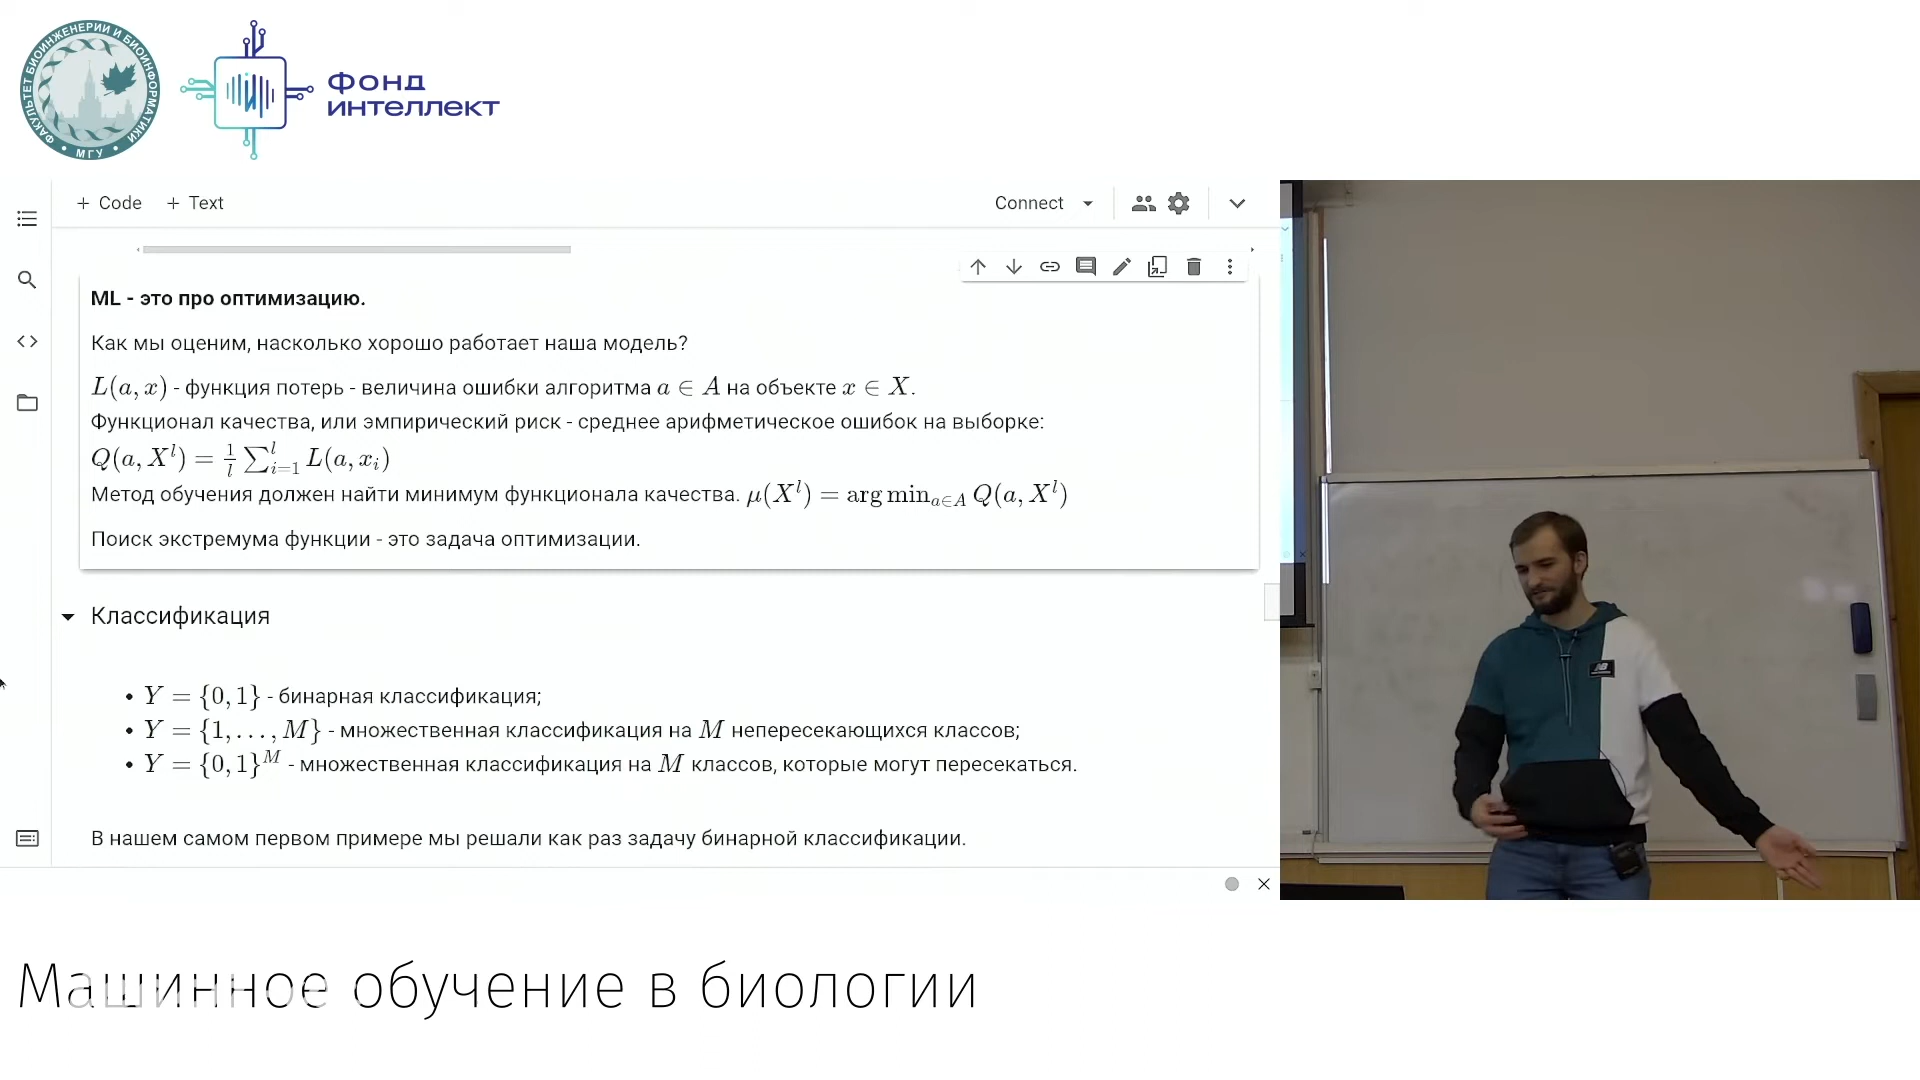 ФАКУЛЬТЕТ БИОИНЖЕНЕРИИ И БИОИНФОРМАТИКИ
• МГУ •
ФОНД
ИНТЕЛЛЕКТ
+ Code + Text
Connect
ML - это про оптимизацию.
Как мы оценим, насколько хорошо работает наша модель?
L(a, x) - функция потерь - величина ошибки алгоритма a ∈ A на объекте x ∈ X.
Функционал качества, или эмпирический риск - среднее арифметическое ошибок на выборке:
Q(a, X^l) = \frac{1}{l} \sum_{i=1}^{l} L(a, x_i)
Метод обучения должен найти минимум функционала качества. μ(X^l) = arg min_{a∈A} Q(a, X^l)
Поиск экстремума функции - это задача оптимизации.
Классификация
• Y = {0, 1} - бинарная классификация;
• Y = {1, ..., M} - множественная классификация на M непересекающихся классов;
• Y = {0, 1}^M - множественная классификация на M классов, которые могут пересекаться.
В нашем самом первом примере мы решали как раз задачу бинарной классификации.
Машинное обучение в биологии